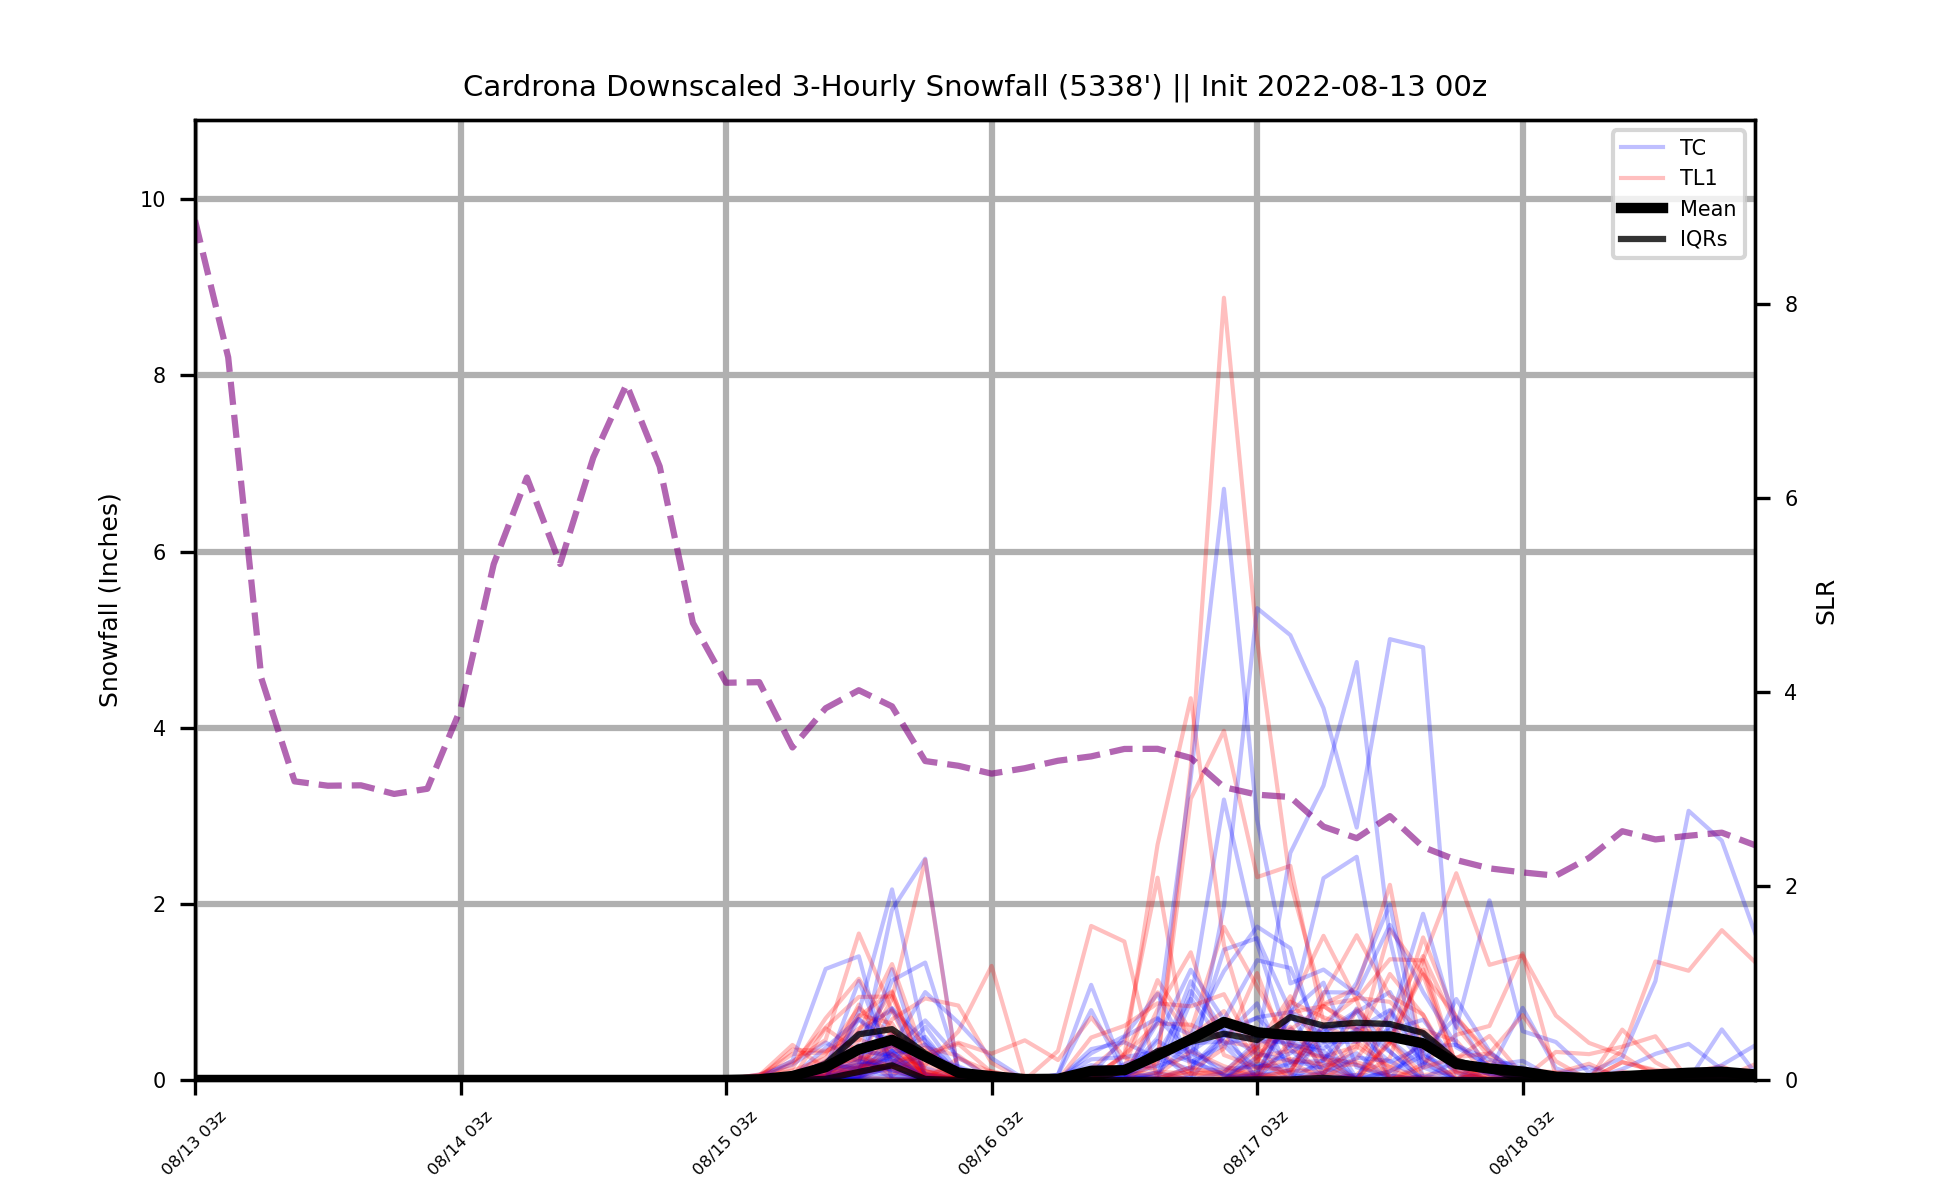 Cardrona Downscaled 3-Hourly Snowfall (5338') || Init 2022-08-13 00z
TC
TL1
Mean
IQRs
Snowfall (Inches)
10
8
6
4
2
0
8
6
4
2
0
SLR
08/13 03z
08/14 03z
08/15 03z
08/16 03z
08/17 03z
08/18 03z